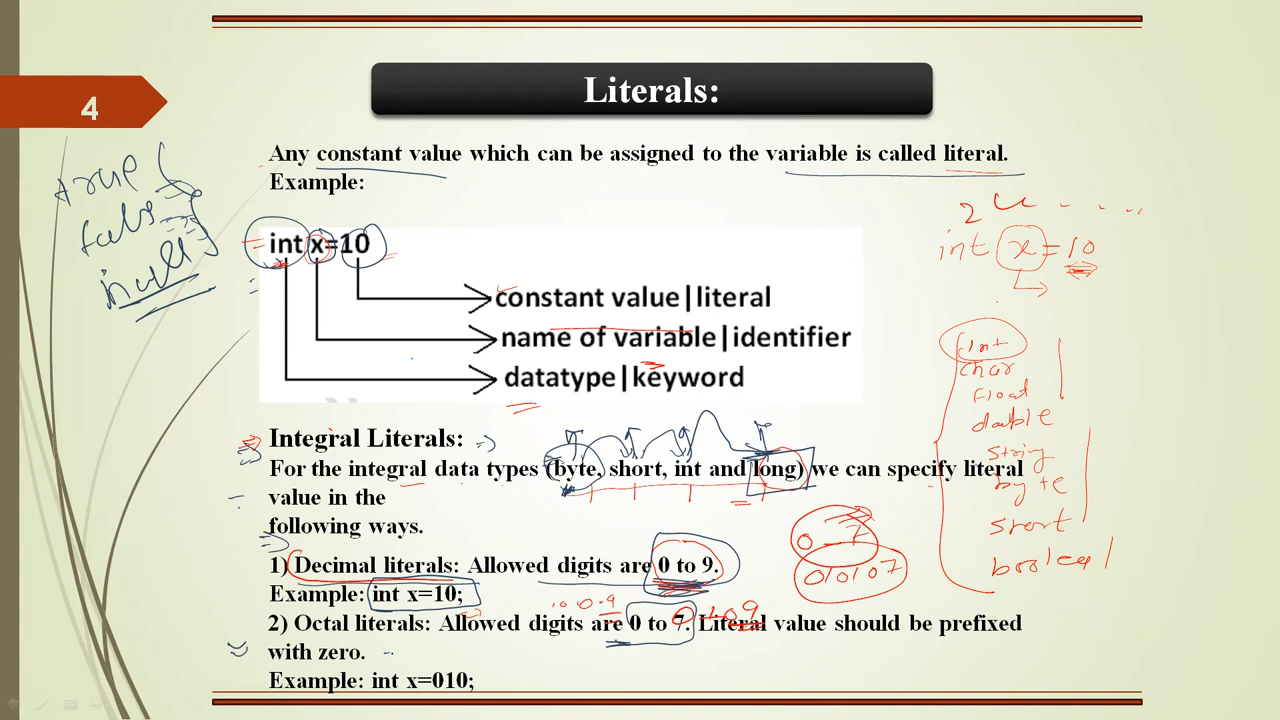 4
Literals:
Any constant value which can be assigned to the variable is called literal.
Example:
int x=10
constant value|literal
name of variable|identifier
datatype|keyword
true
null
int x=10
int
char
float
double
string
byte
short
boolean
Integral Literals:
For the integral data types (byte, short, int and long) we can specify literal
value in the
following ways.
0 - 7
010107
1) Decimal literals: Allowed digits are 0 to 9.
Example: int x=10;
0 to 9
2) Octal literals: Allowed digits are 0 to 7. Literal value should be prefixed
with zero.
Example: int x=010;